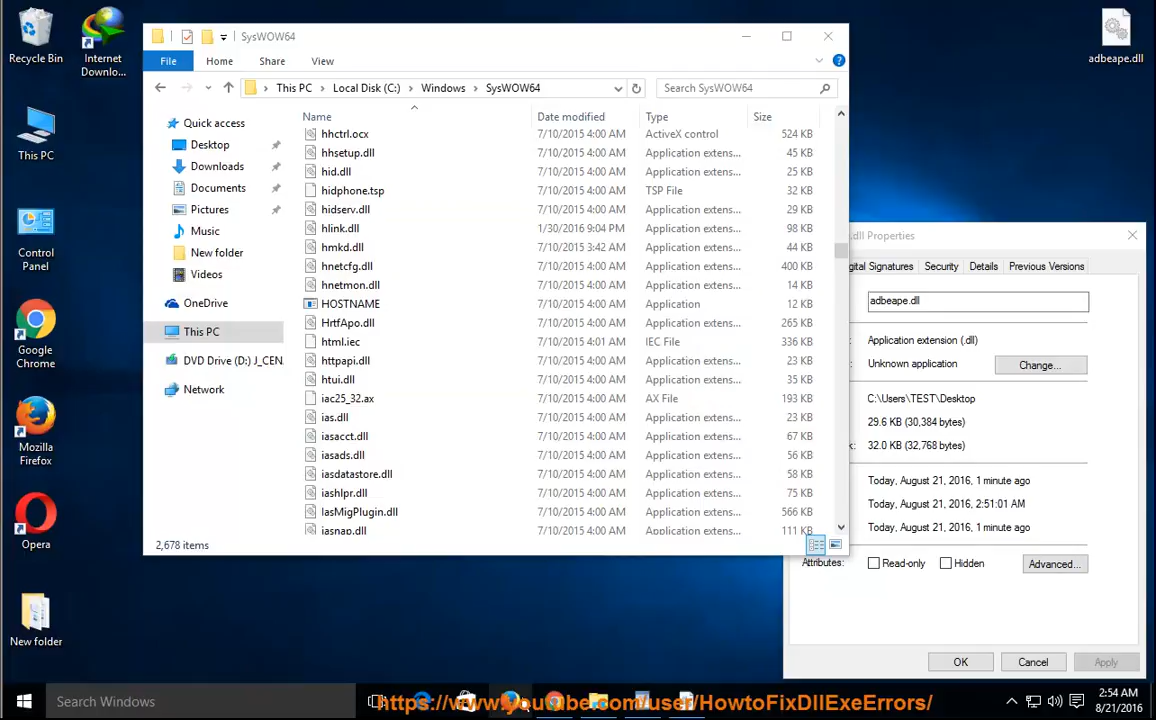 Recycle Bin
Internet
Downlo...
This PC
Control
Panel
Google
Chrome
Mozilla
Firefox
Opera
New folder
adbeape.dll
SysWOW64
File Home Share View
This PC Local Disk (C:) Windows SysWOW64
Search SysWOW64
Quick access
Desktop
Downloads
Documents
Pictures
Music
New folder
Videos
OneDrive
This PC
DVD Drive (D:) J_CEN.
Network
Name Date modified Type Size
hhctrl.ocx 7/10/2015 4:00 AM ActiveX control 524 KB
hhsetup.dll 7/10/2015 4:00 AM Application extens... 45 KB
hid.dll 7/10/2015 4:00 AM Application extens... 25 KB
hidphone.tsp 7/10/2015 4:00 AM TSP File 32 KB
hidserv.dll 7/10/2015 4:00 AM Application extens... 29 KB
hlink.dll 1/30/2016 9:04 PM Application extens... 98 KB
hmkd.dll 7/10/2015 3:42 AM Application extens... 44 KB
hnetcfg.dll 7/10/2015 4:00 AM Application extens... 400 KB
hnetmon.dll 7/10/2015 4:00 AM Application extens... 14 KB
HOSTNAME 7/10/2015 4:00 AM Application 12 KB
HrtfApo.dll 7/10/2015 4:00 AM Application extens... 265 KB
html.iec 7/10/2015 4:01 AM IEC File 336 KB
httpapi.dll 7/10/2015 4:00 AM Application extens... 23 KB
htui.dll 7/10/2015 4:00 AM Application extens... 35 KB
iac25_32.ax 7/10/2015 4:00 AM AX File 193 KB
ias.dll 7/10/2015 4:00 AM Application extens... 23 KB
iasacct.dll 7/10/2015 4:00 AM Application extens... 67 KB
iasads.dll 7/10/2015 4:00 AM Application extens... 56 KB
iasdatastore.dll 7/10/2015 4:00 AM Application extens... 58 KB
iashlpr.dll 7/10/2015 4:00 AM Application extens... 75 KB
IasMigPlugin.dll 7/10/2015 4:00 AM Application extens... 566 KB
iasnap.dll 7/10/2015 4:00 AM Application extens... 111 KB
2,678 items
.dll Properties
gital Signatures Security Details Previous Versions
adbeape.dll
Application extension (.dll)
Unknown application Change...
C:\Users\TEST\Desktop
29.6 KB (30,384 bytes)
32.0 KB (32,768 bytes)
Today, August 21, 2016, 1 minute ago
Today, August 21, 2016, 2:51:01 AM
Today, August 21, 2016, 1 minute ago
Attributes: Read-only Hidden Advanced...
OK Cancel Apply
Search Windows
https://www.youtube.com/user/HowtoFixDllExeErrors/
2:54 AM
8/21/2016